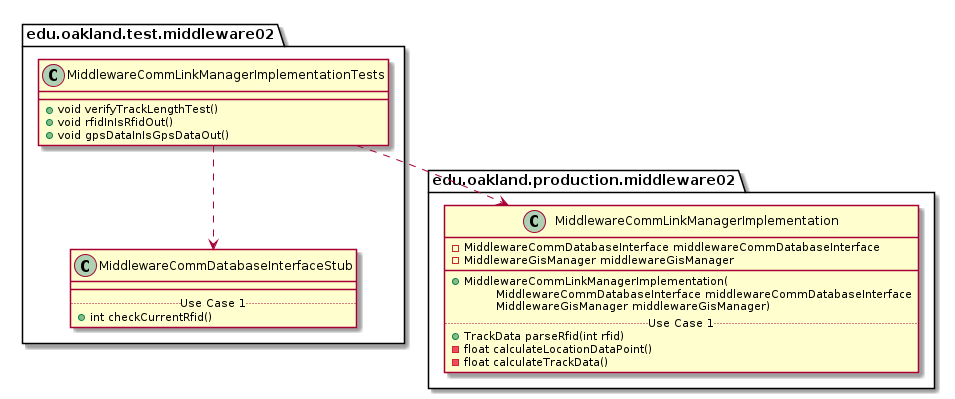 edu.oakland.test.middleware02
C MiddlewareCommLinkManagerImplementationTests
void verifyTrackLengthTest()
void rfidInIsRfidOut()
void gpsDataInIsGpsDataOut()
C MiddlewareCommDatabaseInterfaceStub
Use Case 1
int checkCurrentRfid()
edu.oakland.production.middleware02
C MiddlewareCommLinkManagerImplementation
MiddlewareCommDatabaseInterface middlewareCommDatabaseInterface
MiddlewareGisManager middlewareGisManager
MiddlewareCommLinkManagerImplementation(
MiddlewareCommDatabaseInterface middlewareCommDatabaseInterface
MiddlewareGisManager middlewareGisManager)
Use Case 1
TrackData parseRfid(int rfid)
float calculateLocationDataPoint()
float calculateTrackData()